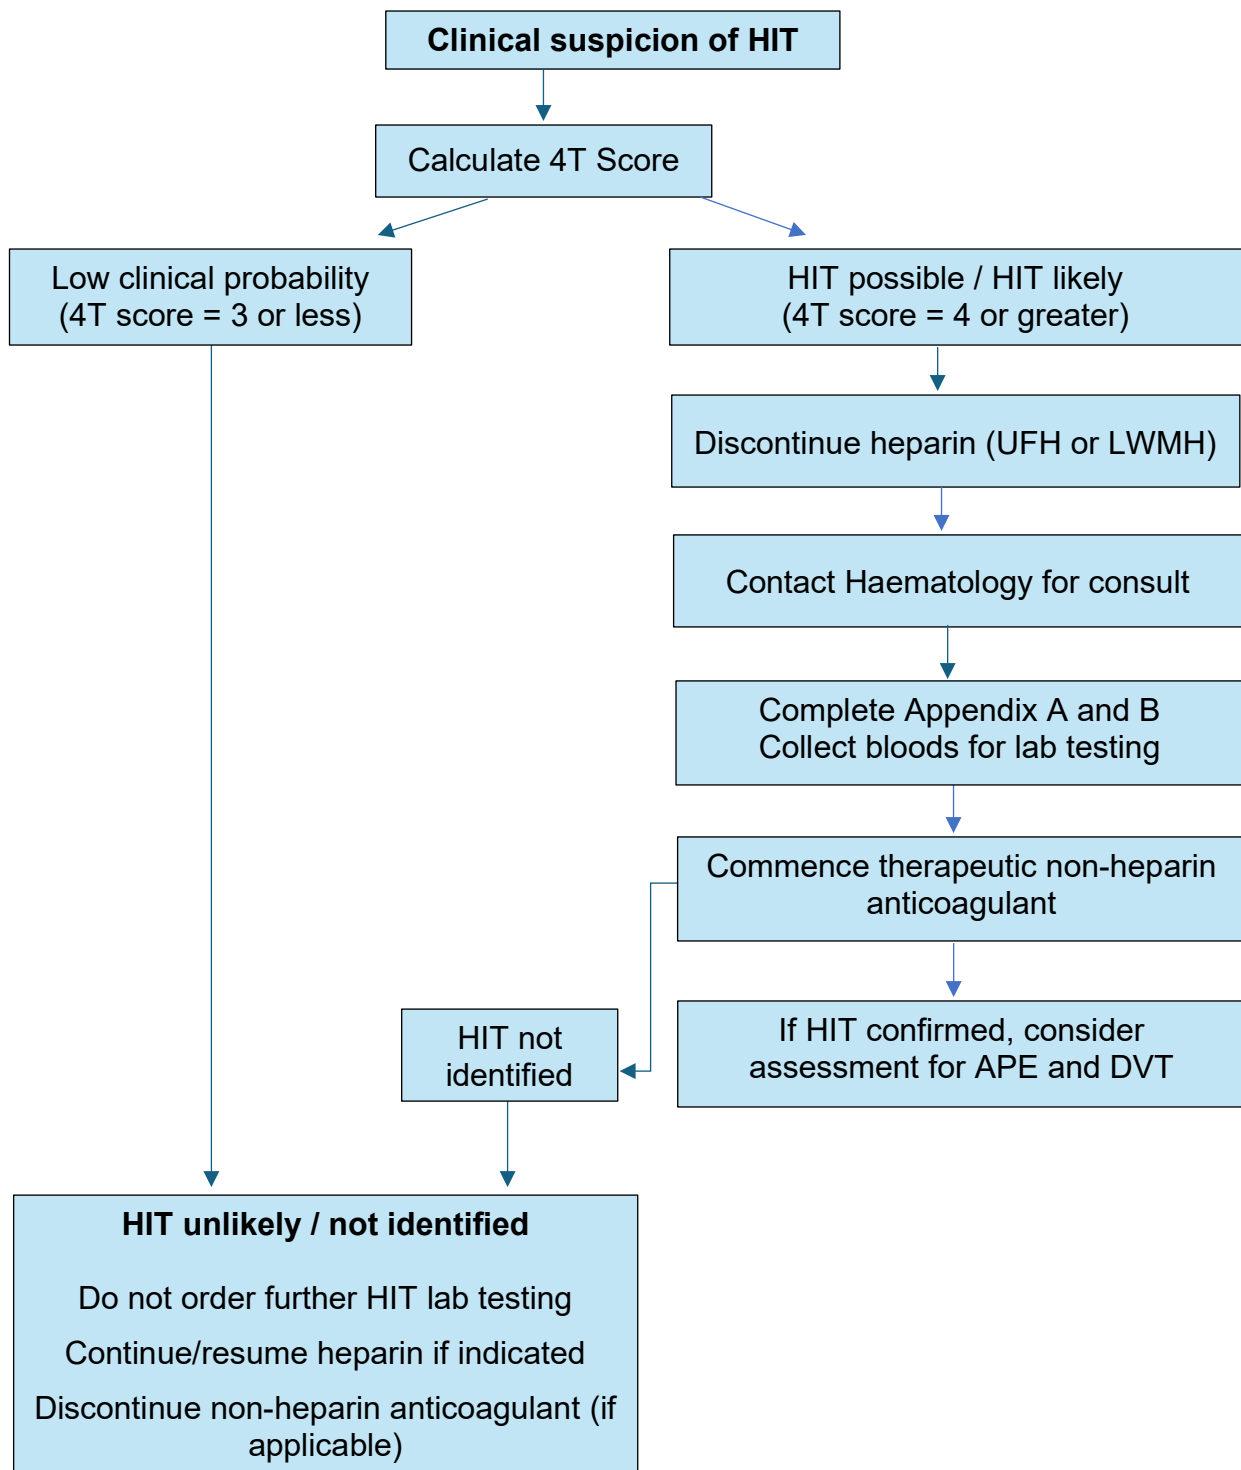 Clinical suspicion of HIT
Calculate 4T Score
Low clinical probability
(4T score = 3 or less)
HIT possible / HIT likely
(4T score = 4 or greater)
Discontinue heparin (UFH or LWMH)
Contact Haematology for consult
Complete Appendix A and B
Collect bloods for lab testing
Commence therapeutic non-heparin
anticoagulant
HIT not
identified
If HIT confirmed, consider
assessment for APE and DVT
HIT unlikely / not identified
Do not order further HIT lab testing
Continue/resume heparin if indicated
Discontinue non-heparin anticoagulant (if
applicable)